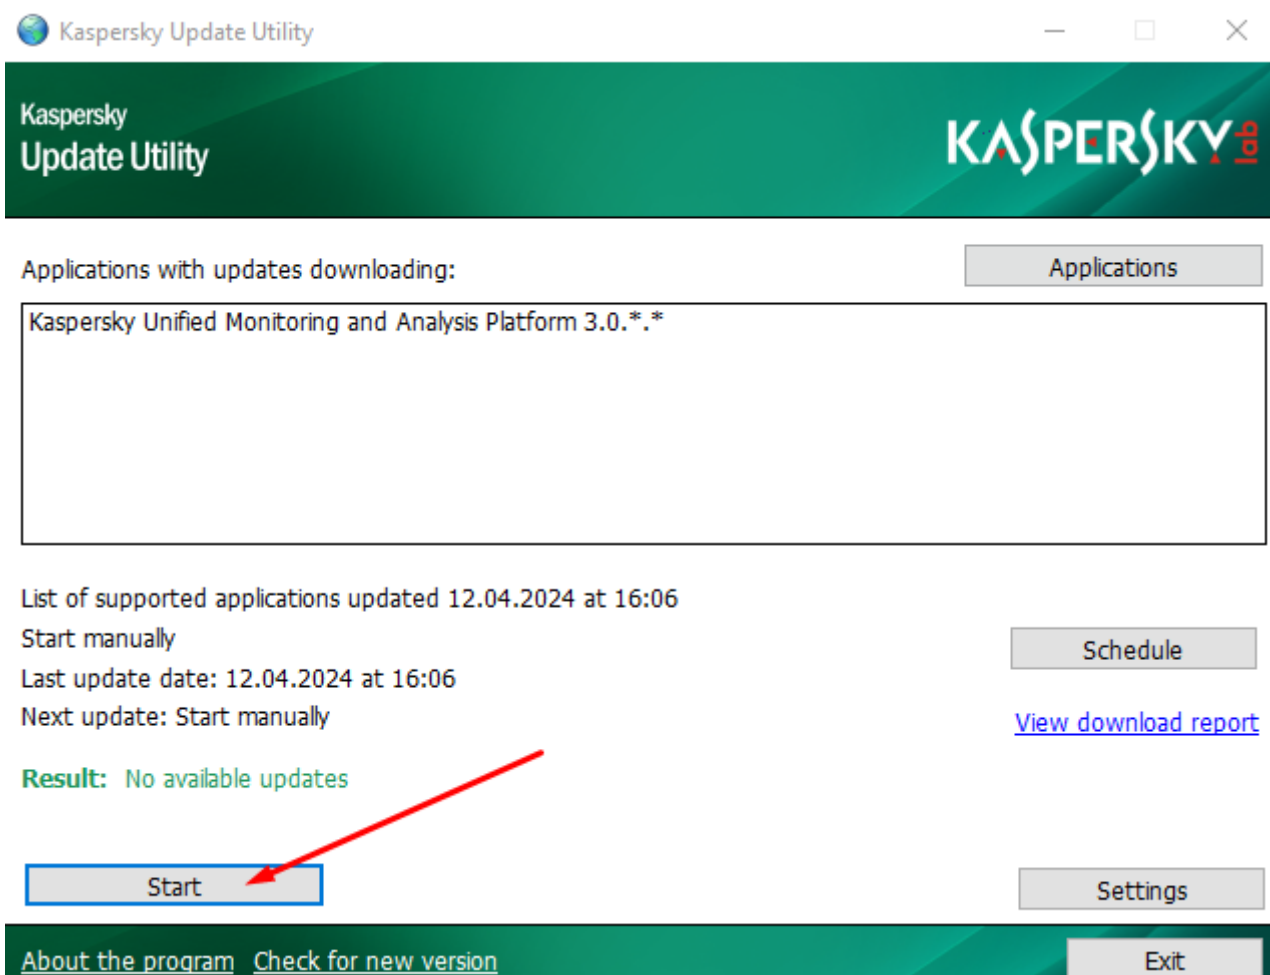 Kaspersky Update Utility
Kaspersky
Update Utility
KASPERSKY lab
Applications with updates downloading:
Applications
Kaspersky Unified Monitoring and Analysis Platform 3.0.*.*
List of supported applications updated 12.04.2024 at 16:06
Start manually
Schedule
Last update date: 12.04.2024 at 16:06
Next update: Start manually
View download report
Result: No available updates
Start
Settings
About the program Check for new version
Exit